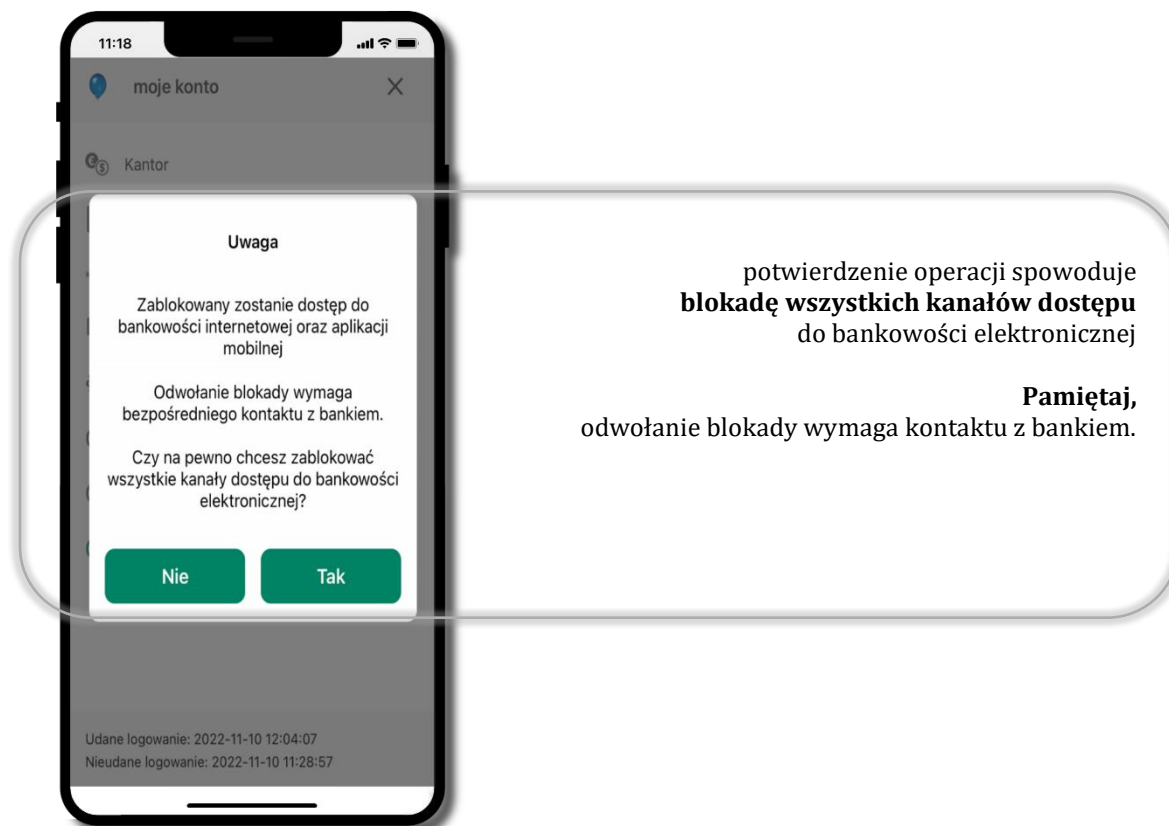 11:18
moje konto
Kantor
Uwaga
Zablokowany zostanie dostęp do
bankowości internetowej oraz aplikacji
mobilnej
Odwołanie blokady wymaga
bezpośredniego kontaktu z bankiem.
Czy na pewno chcesz zablokować
wszystkie kanały dostępu do bankowości
elektronicznej?
Nie Tak
Udane logowanie: 2022-11-10 12:04:07
Nieudane logowanie: 2022-11-10 11:28:57
potwierdzenie operacji spowoduje
blokadę wszystkich kanałów dostępu
do bankowości elektronicznej
Pamiętaj,
odwołanie blokady wymaga kontaktu z bankiem.